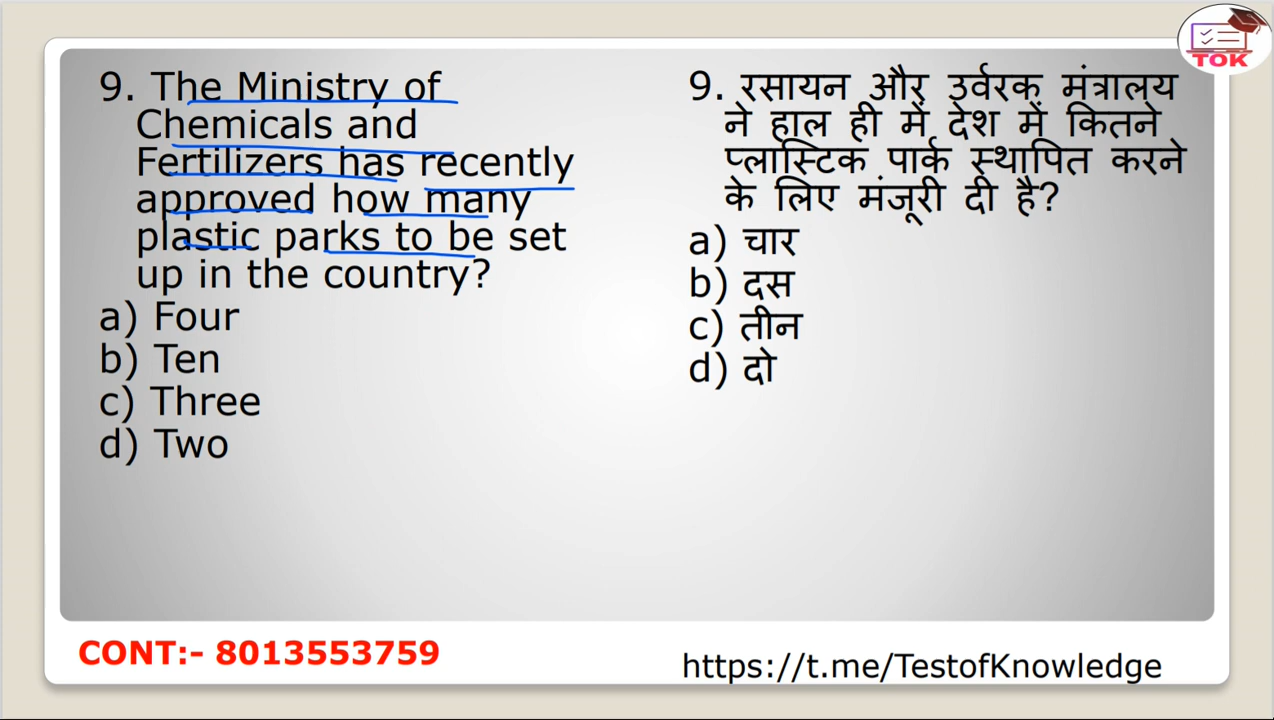 TOK
9. The Ministry of
Chemicals and
Fertilizers has recently
approved how many
plastic parks to be set
up in the country?
a) Four
b) Ten
c) Three
d) Two
9. रसायन और उर्वरक मंत्रालय
ने हाल ही में देश में कितने
प्लास्टिक पार्क स्थापित करने
के लिए मंजूरी दी है?
a) चार
b) दस
c) तीन
d) दो
CONT:- 8013553759
https://t.me/TestofKnowledge